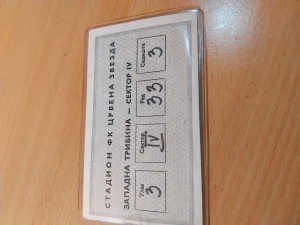 СТАДИОН ФК ЦРВЕНА ЗВЕЗДА
ЗАПАДНА ТРИБИНА — СЕКТОР IV
Улаз 3 Сектор IV Ред 33 Седиште 3